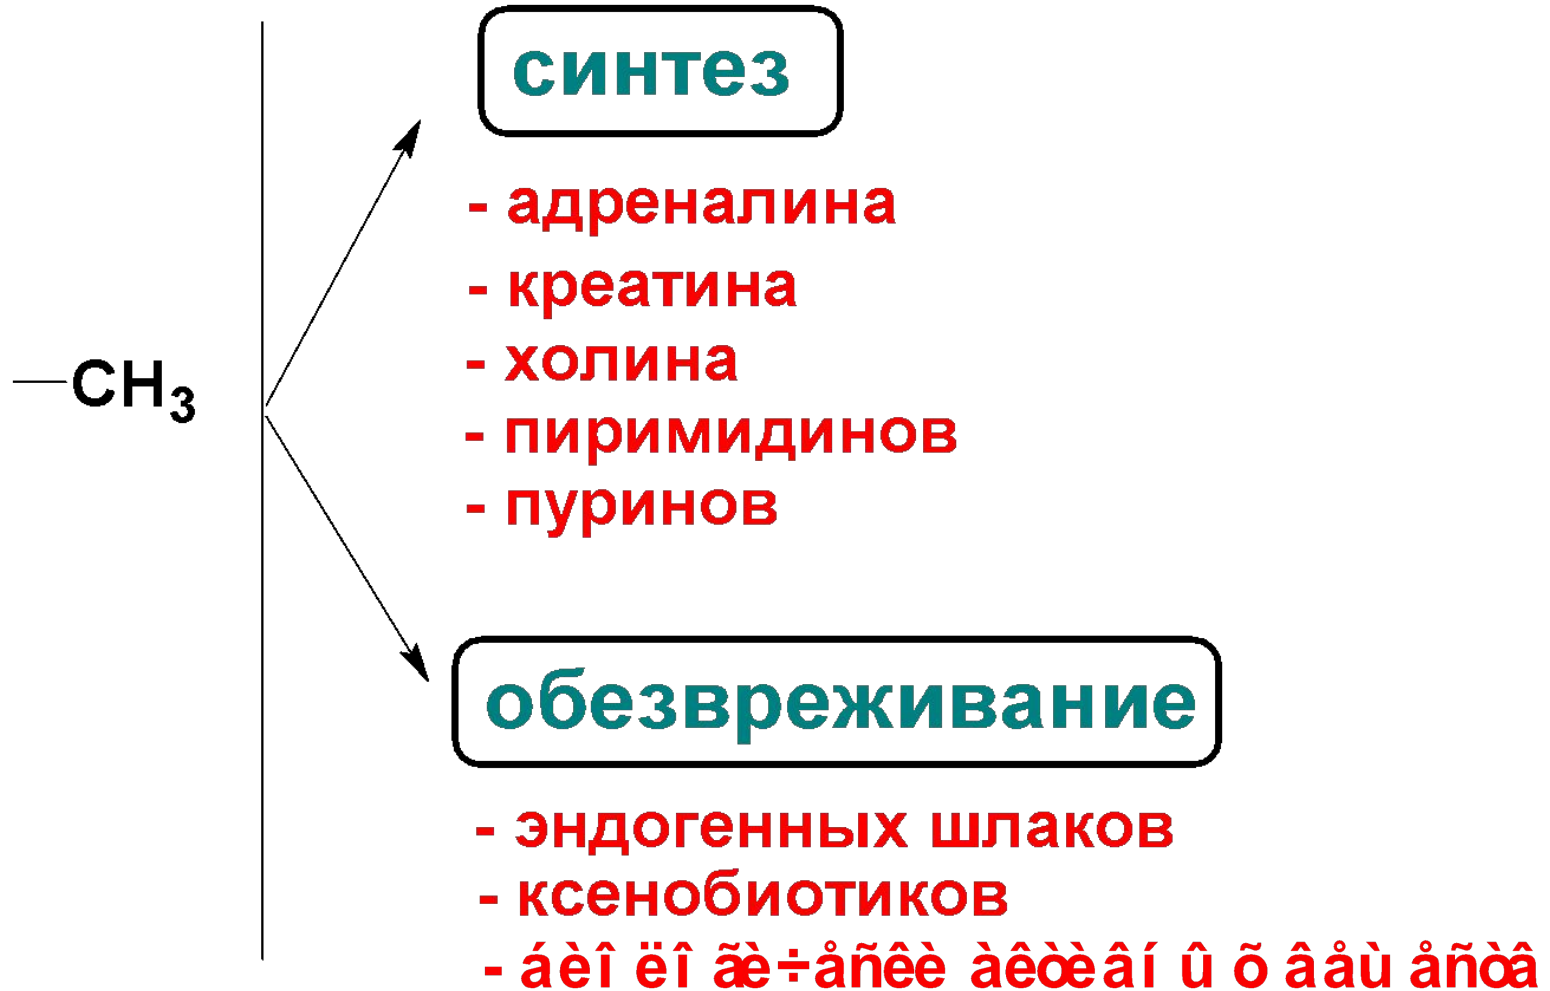 синтез
- адреналина
- креатина
- холина
- пиримидинов
- пуринов
—CH₃
обезвреживание
- эндогенных шлаков
- ксенобиотиков
- áèî ëî ãè÷åñêè àêòèâí û õ âåù åñòâ